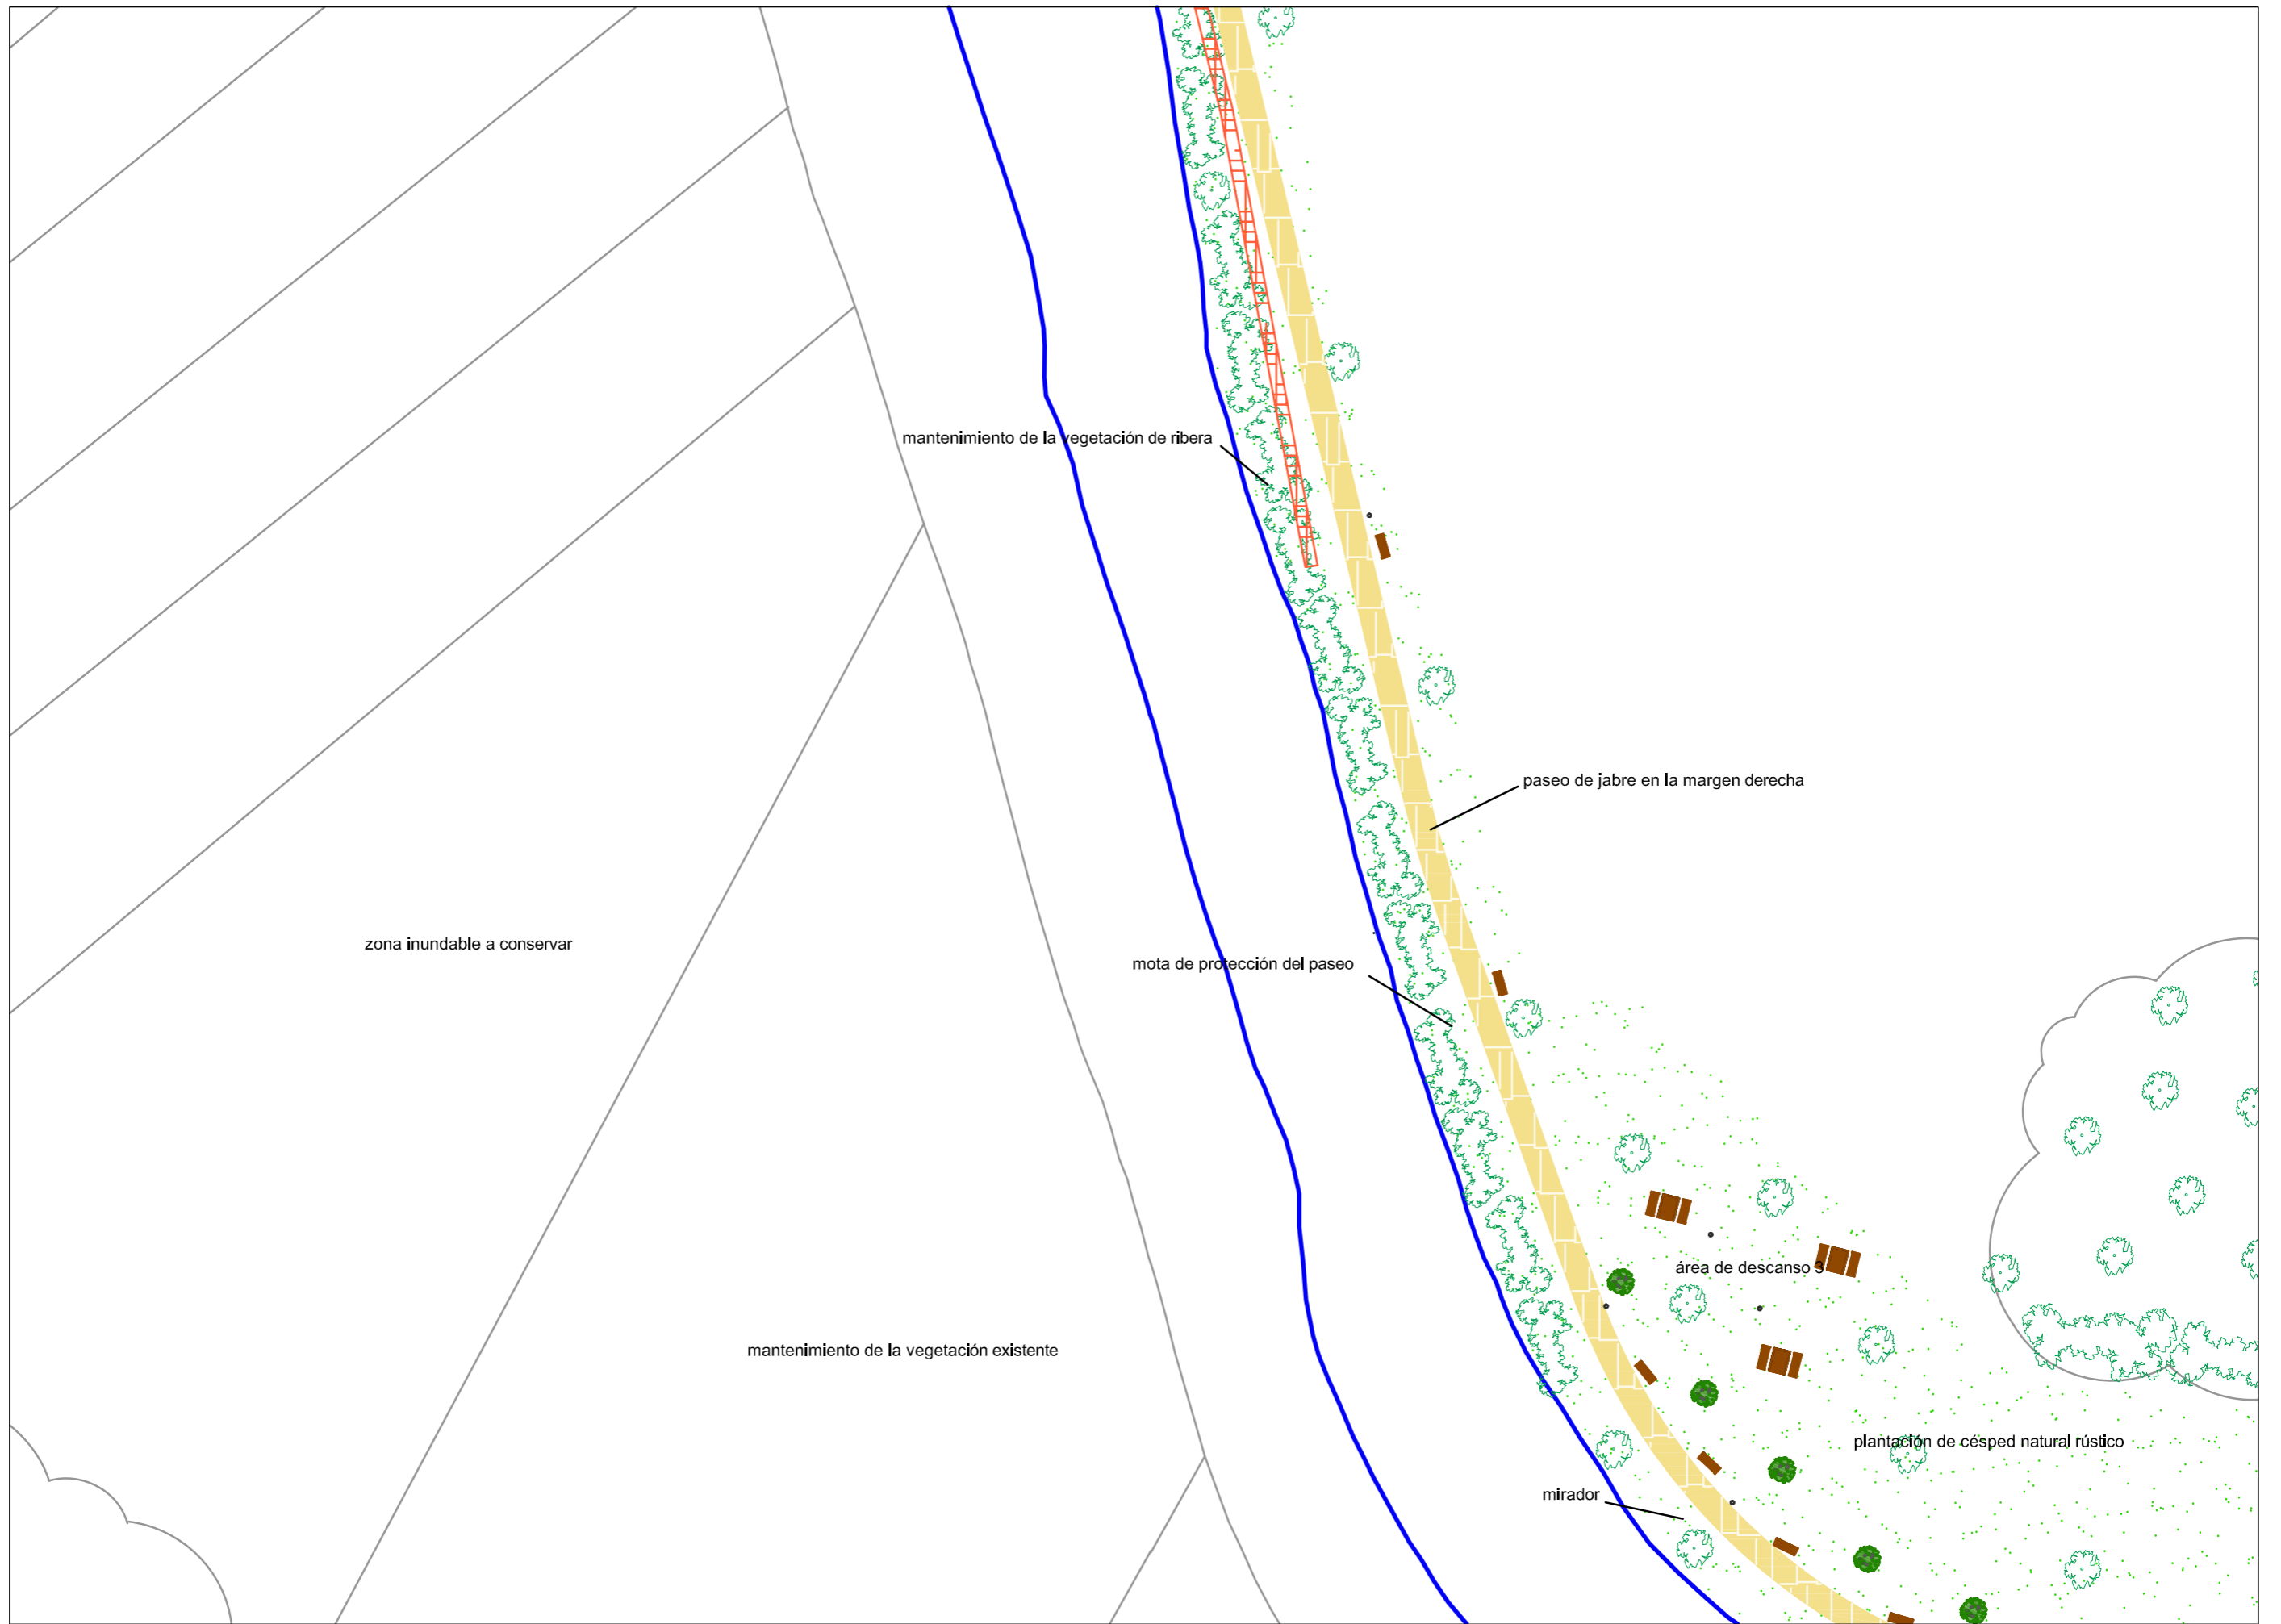 mantenimiento de la vegetación de ribera
paseo de jabre en la margen derecha
zona inundable a conservar
mota de protección del paseo
área de descanso 3
mantenimiento de la vegetación existente
plantación de césped natural rústico
mirador